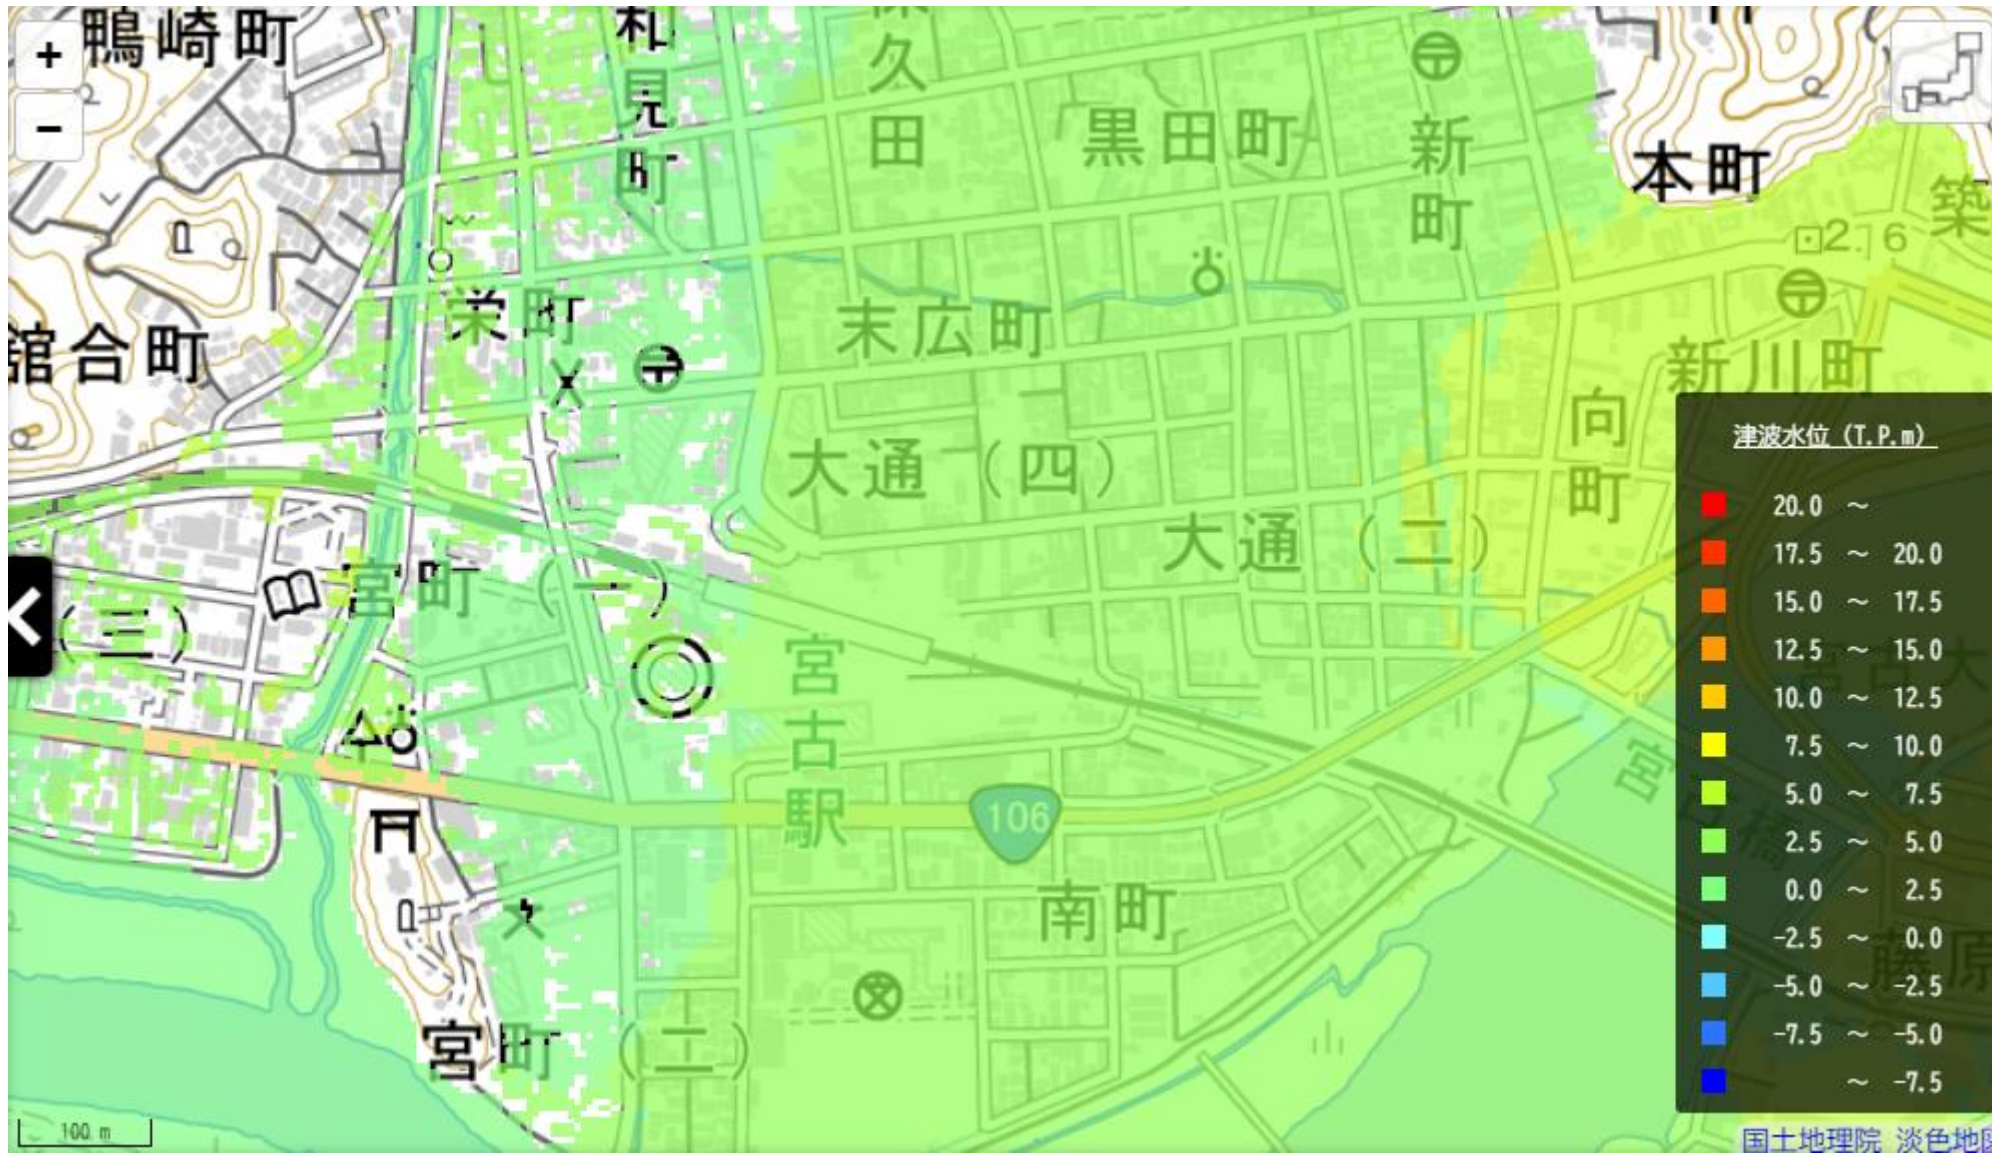 +
鴨崎町
札見町
久田
黒田町
新町
本町
築
−
2.6
舘合町
栄町
末広町
新川町
向町
大通(四)
大通(二)
宮町(一)
(三)
宮古駅
106
南町
宮町(二)
藤原
津波水位(T.P.m)
20.0 ～
17.5 ～ 20.0
15.0 ～ 17.5
12.5 ～ 15.0
10.0 ～ 12.5
7.5 ～ 10.0
5.0 ～ 7.5
2.5 ～ 5.0
0.0 ～ 2.5
-2.5 ～ 0.0
-5.0 ～ -2.5
-7.5 ～ -5.0
～ -7.5
100 m
国土地理院 淡色地図